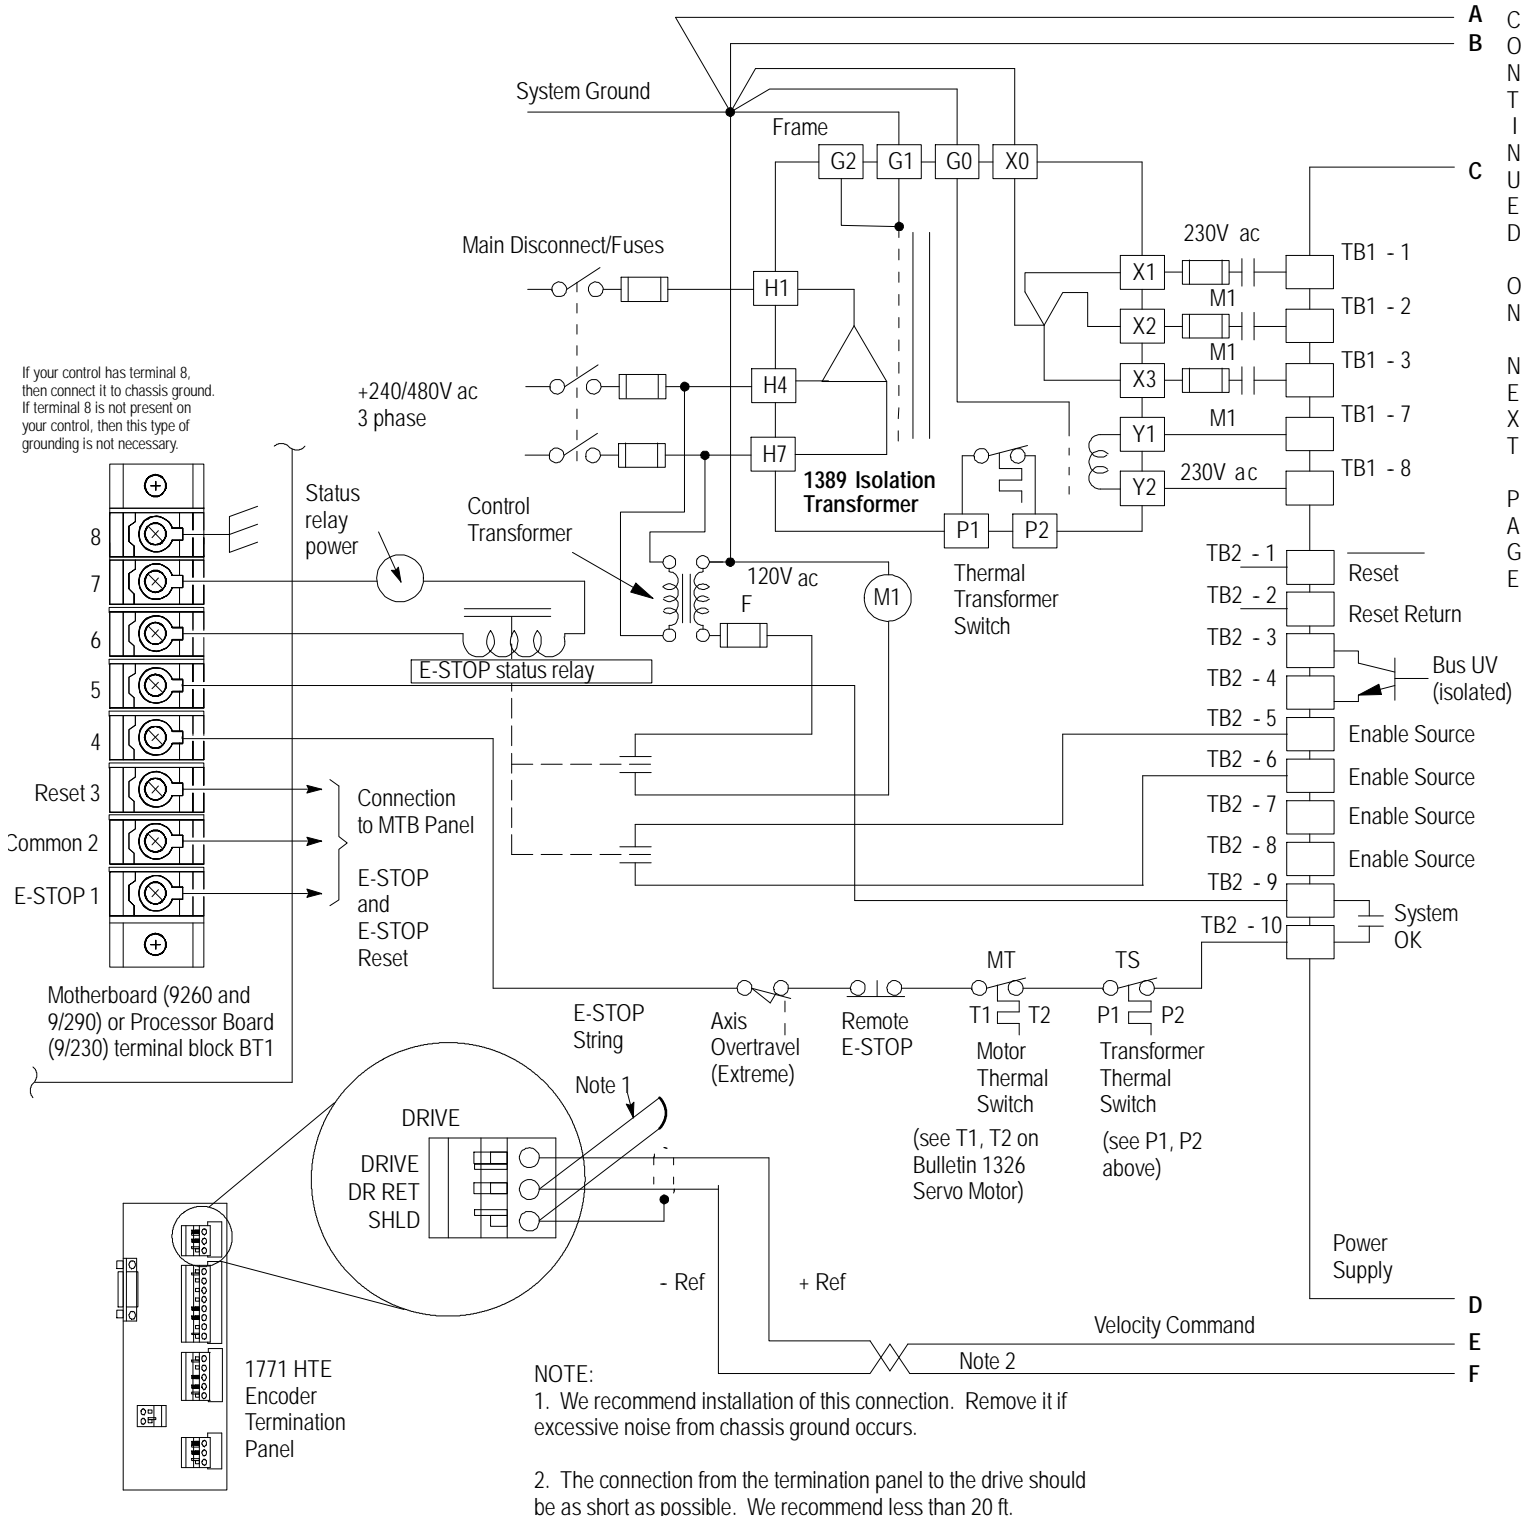 A
B
C
CONTINUED ON NEXT PAGE
System Ground
Frame
G2
G1
G0
X0
Main Disconnect/Fuses
230V ac
X1
TB1 - 1
H1
M1
X2
TB1 - 2
M1
If your control has terminal 8,
then connect it to chassis ground.
If terminal 8 is not present on
your control, then this type of
grounding is not necessary.
+240/480V ac
3 phase
H4
X3
TB1 - 3
M1
H7
Y1
TB1 - 7
1389 Isolation
Transformer
Y2
230V ac
TB1 - 8
Status
relay
power
Control
Transformer
P1
P2
8
7
6
5
4
Reset 3
Common 2
E-STOP 1
120V ac
F
M1
Thermal
Transformer
Switch
E-STOP status relay
TB2 - 1
Reset
TB2 - 2
Reset Return
TB2 - 3
TB2 - 4
Bus UV
(isolated)
TB2 - 5
Enable Source
TB2 - 6
Enable Source
TB2 - 7
Enable Source
TB2 - 8
Enable Source
TB2 - 9
TB2 - 10
System
OK
Connection
to MTB Panel
E-STOP
and
E-STOP
Reset
Motherboard (9260 and
9/290) or Processor Board
(9/230) terminal block BT1
E-STOP
String
Axis
Overtravel
(Extreme)
Remote
E-STOP
MT
T1
T2
Motor
Thermal
Switch
(see T1, T2 on
Bulletin 1326
Servo Motor)
TS
P1
P2
Transformer
Thermal
Switch
(see P1, P2
above)
Note 1
DRIVE
DRIVE
DR RET
SHLD
- Ref
+ Ref
Power
Supply
D
Velocity Command
E
Note 2
F
1771 HTE
Encoder
Termination
Panel
NOTE:
1. We recommend installation of this connection. Remove it if
excessive noise from chassis ground occurs.
2. The connection from the termination panel to the drive should
be as short as possible. We recommend less than 20 ft.